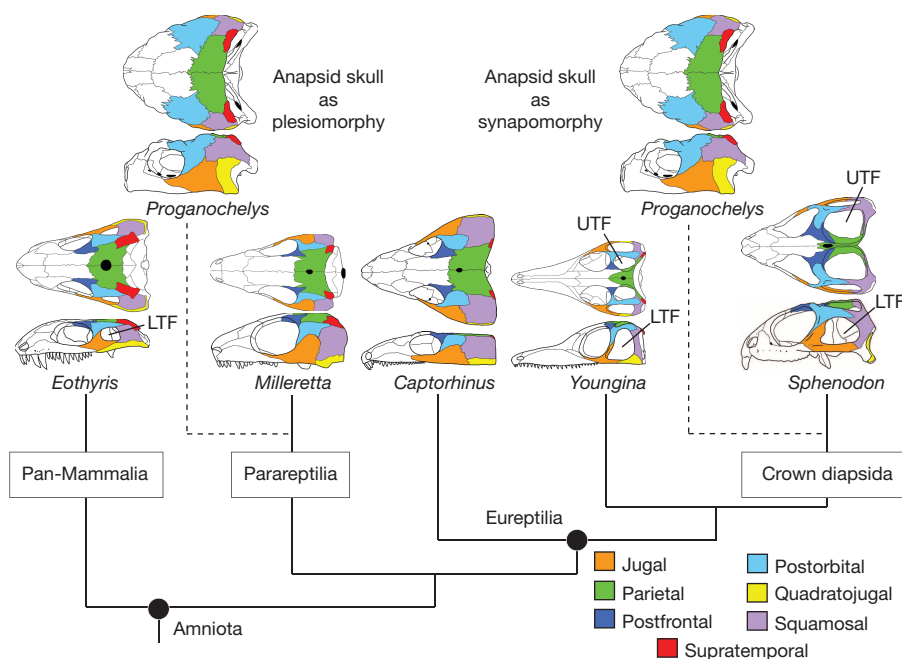 Anapsid skull
as
plesiomorphy
Anapsid skull
as
synapomorphy
Proganochelys
Proganochelys
UTF
UTF
LTF
LTF
LTF
Eothyris
Milleretta
Captorhinus
Youngina
Sphenodon
Pan-Mammalia
Parareptilia
Crown diapsida
Eureptilia
Amniota
Jugal
Parietal
Postfrontal
Supratemporal
Postorbital
Quadratojugal
Squamosal